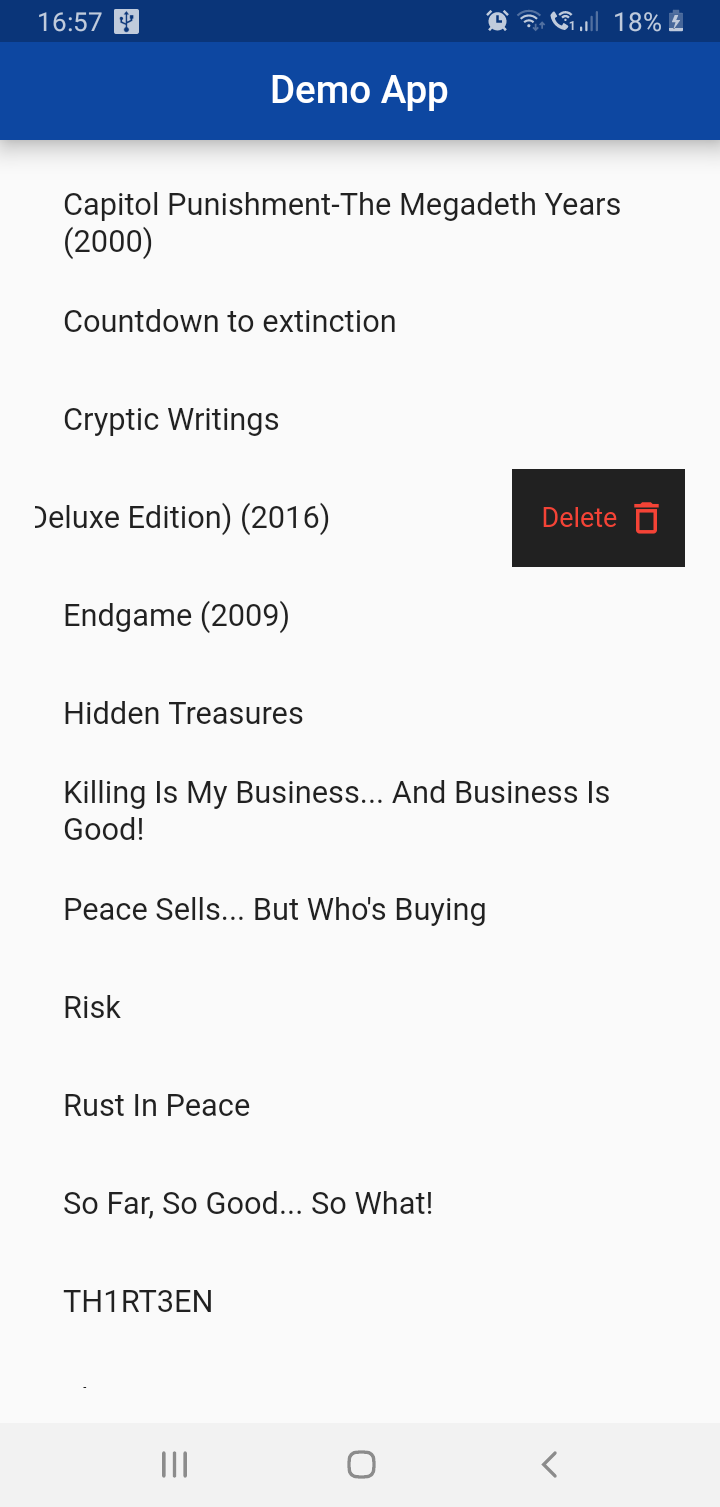 16:57
18%
Demo App
Capitol Punishment-The Megadeth Years
(2000)
Countdown to extinction
Cryptic Writings
Deluxe Edition) (2016)
Delete
Endgame (2009)
Hidden Treasures
Killing Is My Business... And Business Is
Good!
Peace Sells... But Who's Buying
Risk
Rust In Peace
So Far, So Good... So What!
TH1RT3EN